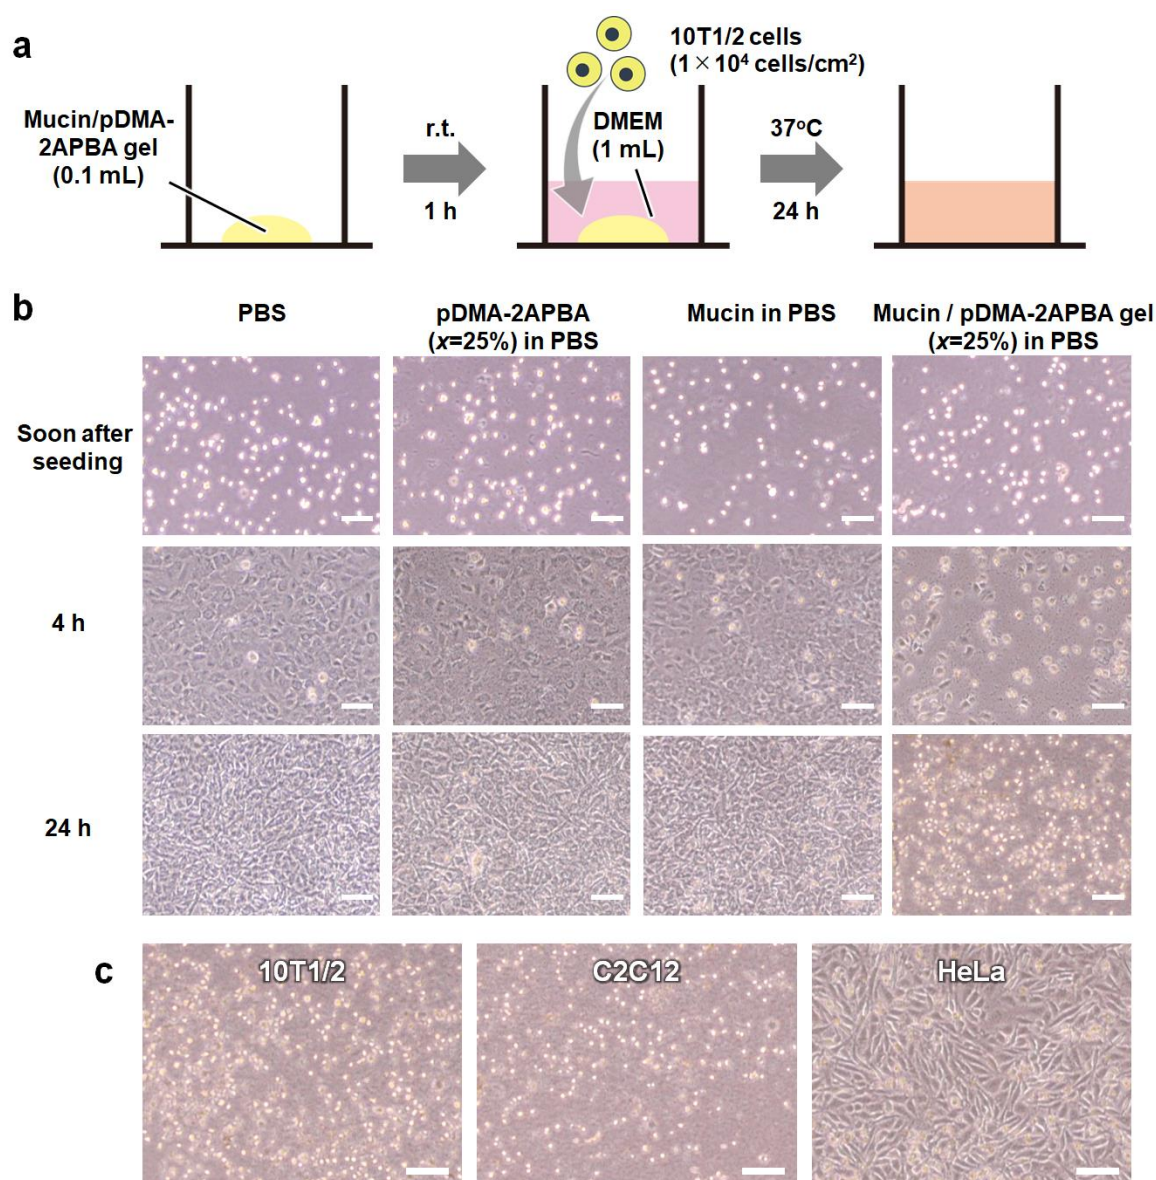 a
Mucin/pDMA-
2APBA gel
(0.1 mL)
r.t.
1 h
10T1/2 cells
(1×10⁴ cells/cm²)
DMEM
(1 mL)
37ºC
24 h
b
PBS
pDMA-2APBA
(x=25%) in PBS
Mucin in PBS
Mucin / pDMA-2APBA gel
(x=25%) in PBS
Soon after
seeding
4 h
24 h
c
10T1/2
C2C12
HeLa